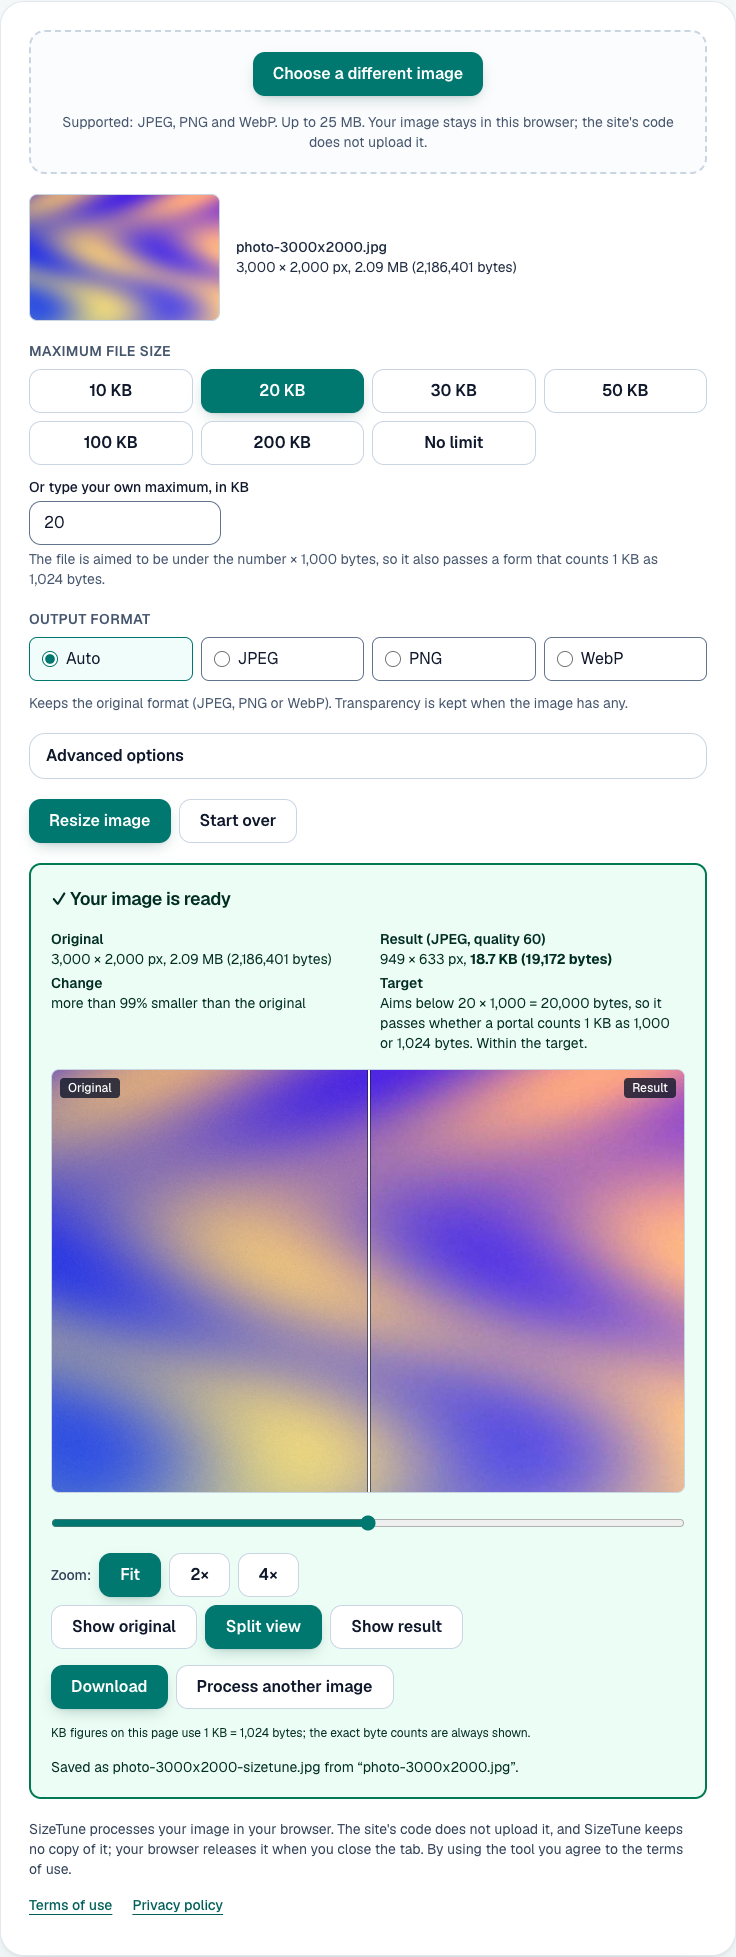 Choose a different image
Supported: JPEG, PNG and WebP. Up to 25 MB. Your image stays in this browser; the site's code
does not upload it.
photo-3000x2000.jpg
3,000 × 2,000 px, 2.09 MB (2,186,401 bytes)
MAXIMUM FILE SIZE
10 KB
20 KB
30 KB
50 KB
100 KB
200 KB
No limit
Or type your own maximum, in KB
20
The file is aimed to be under the number × 1,000 bytes, so it also passes a form that counts 1 KB as
1,024 bytes.
OUTPUT FORMAT
Auto
JPEG
PNG
WebP
Keeps the original format (JPEG, PNG or WebP). Transparency is kept when the image has any.
Advanced options
Resize image
Start over
✓ Your image is ready
Original
3,000 × 2,000 px, 2.09 MB (2,186,401 bytes)
Result (JPEG, quality 60)
949 × 633 px, 18.7 KB (19,172 bytes)
Change
more than 99% smaller than the original
Target
Aims below 20 × 1,000 = 20,000 bytes, so it
passes whether a portal counts 1 KB as 1,000
or 1,024 bytes. Within the target.
Original
Result
Zoom:
Fit
2×
4×
Show original
Split view
Show result
Download
Process another image
KB figures on this page use 1 KB = 1,024 bytes; the exact byte counts are always shown.
Saved as photo-3000x2000-sizetune.jpg from “photo-3000x2000.jpg”.
SizeTune processes your image in your browser. The site's code does not upload it, and SizeTune keeps
no copy of it; your browser releases it when you close the tab. By using the tool you agree to the terms
of use.
Terms of use
Privacy policy